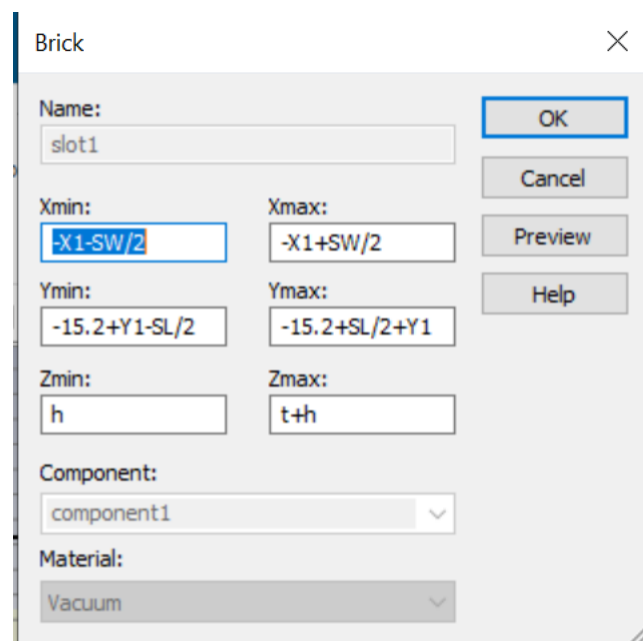 Brick
Name:
OK
slot1
Cancel
Xmin:
Xmax:
-X1-SW/2
-X1+SW/2
Preview
Ymin:
Ymax:
Help
-15.2+Y1-SL/2
-15.2+SL/2+Y1
Zmin:
Zmax:
h
t+h
Component:
component1
Material:
Vacuum